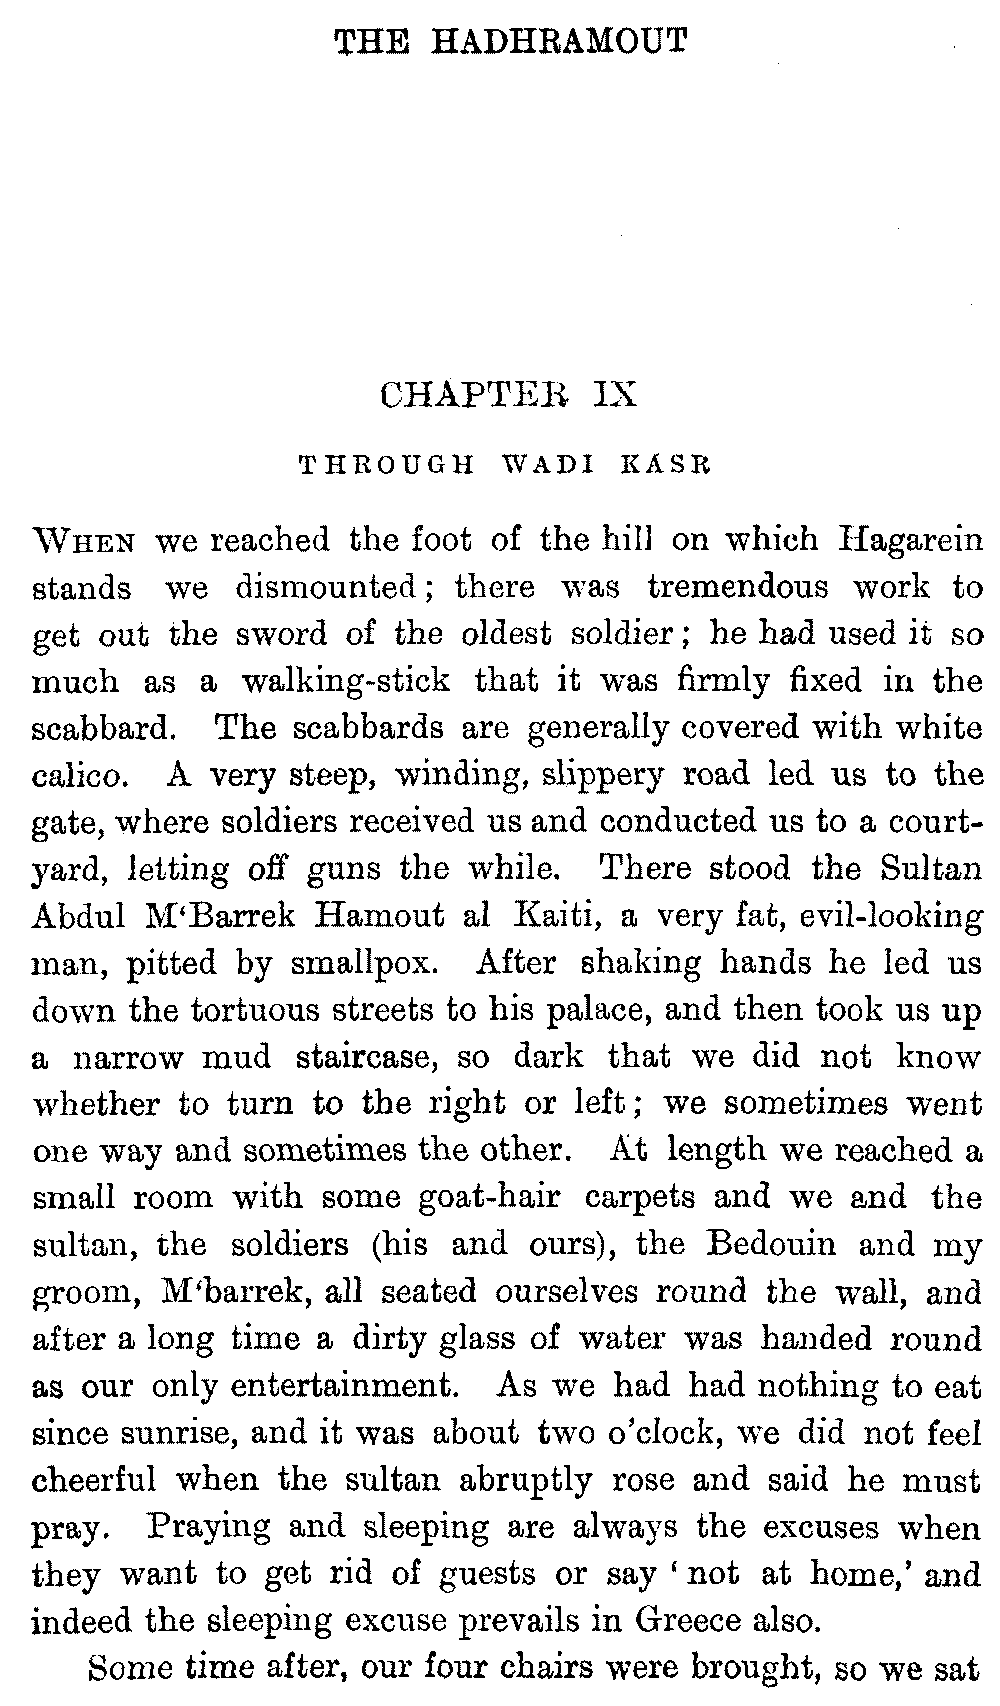 THE HADHRAMOUT
CHAPTER IX
THROUGH WADI KASR
WHEN we reached the foot of the hill on which Hagarein
stands we dismounted; there was tremendous work to
get out the sword of the oldest soldier; he had used it so
much as a walking-stick that it was firmly fixed in the
scabbard. The scabbards are generally covered with white
calico. A very steep, winding, slippery road led us to the
gate, where soldiers received us and conducted us to a court-
yard, letting off guns the while. There stood the Sultan
Abdul M‘Barrek Hamout al Kaiti, a very fat, evil-looking
man, pitted by smallpox. After shaking hands he led us
down the tortuous streets to his palace, and then took us up
a narrow mud staircase, so dark that we did not know
whether to turn to the right or left; we sometimes went
one way and sometimes the other. At length we reached a
small room with some goat-hair carpets and we and the
sultan, the soldiers (his and ours), the Bedouin and my
groom, M‘barrek, all seated ourselves round the wall, and
after a long time a dirty glass of water was handed round
as our only entertainment. As we had had nothing to eat
since sunrise, and it was about two o’clock, we did not feel
cheerful when the sultan abruptly rose and said he must
pray. Praying and sleeping are always the excuses when
they want to get rid of guests or say ‘not at home,’ and
indeed the sleeping excuse prevails in Greece also.
Some time after, our four chairs were brought, so we sat